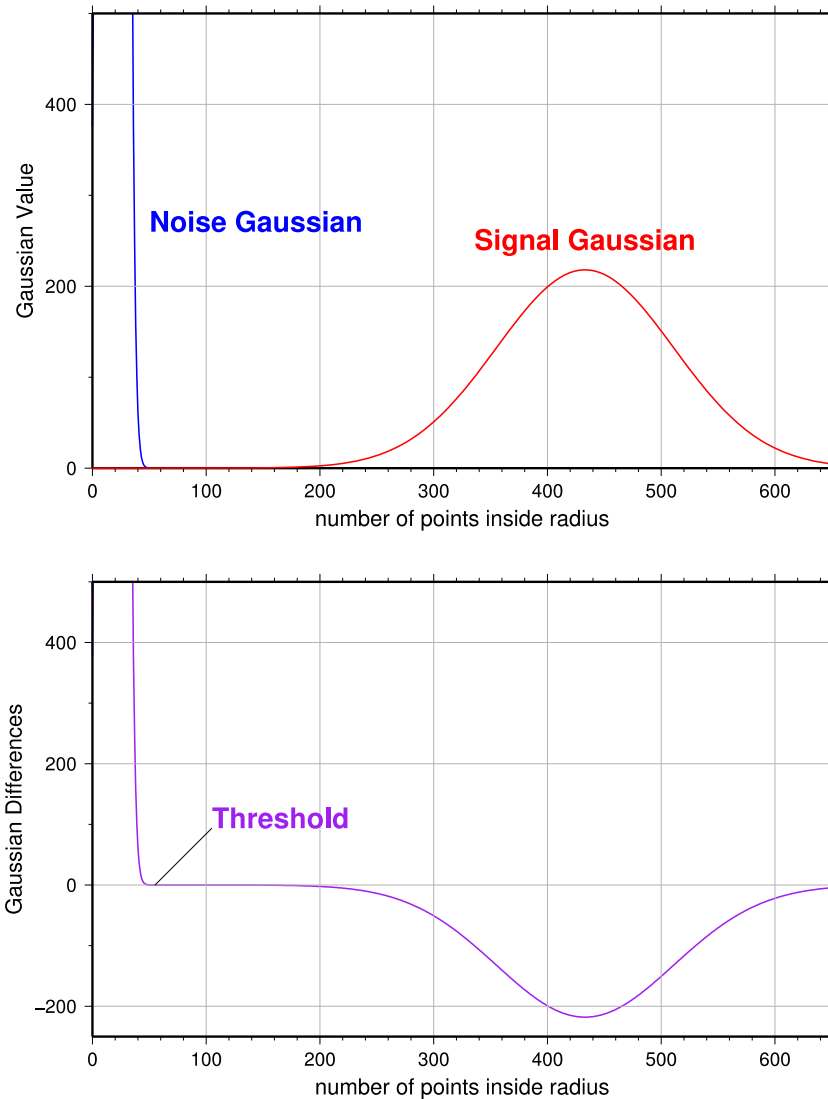 400
200
0
Gaussian Value
Noise Gaussian
Signal Gaussian
0 100 200 300 400 500 600
number of points inside radius
400
200
0
−200
Gaussian Differences
Threshold
0 100 200 300 400 500 600
number of points inside radius